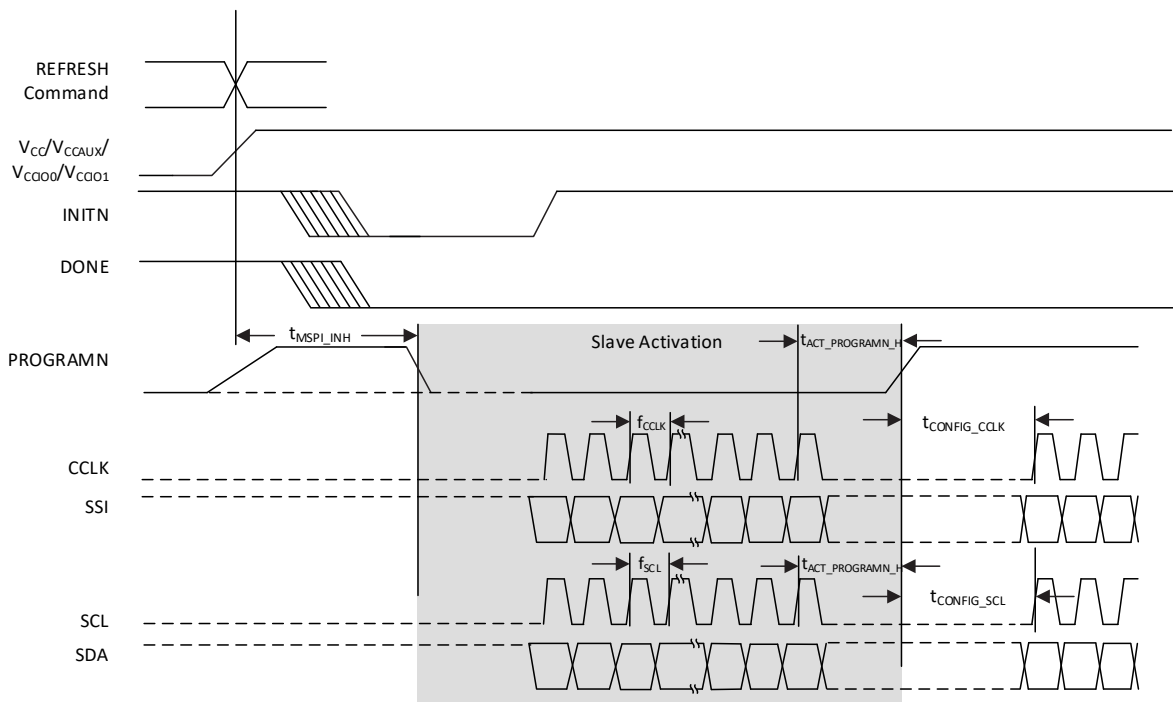 REFRESH
Command
VCC/VCCAUX/
VCCIO0/VCCIO1
INITN
DONE
tMSPI_INH
Slave Activation
tACT_PROGRAMN_H
PROGRAMN
fCCLK
tCONFIG_CCLK
CCLK
SSI
fSCL
tACT_PROGRAMN_H
tCONFIG_SCL
SCL
SDA